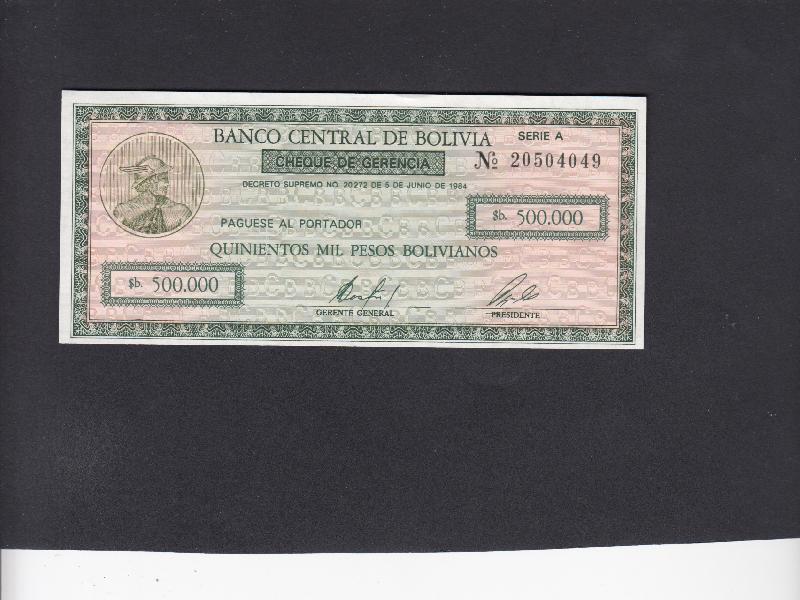 BANCO CENTRAL DE BOLIVIA SERIE A
CHEQUE DE GERENCIA Nº 20504049
DECRETO SUPREMO NO. 20272 DE 5 DE JUNIO DE 1984
PAGUESE AL PORTADOR $b. 500.000
QUINIENTOS MIL PESOS BOLIVIANOS
$b. 500.000
GERENTE GENERAL PRESIDENTE